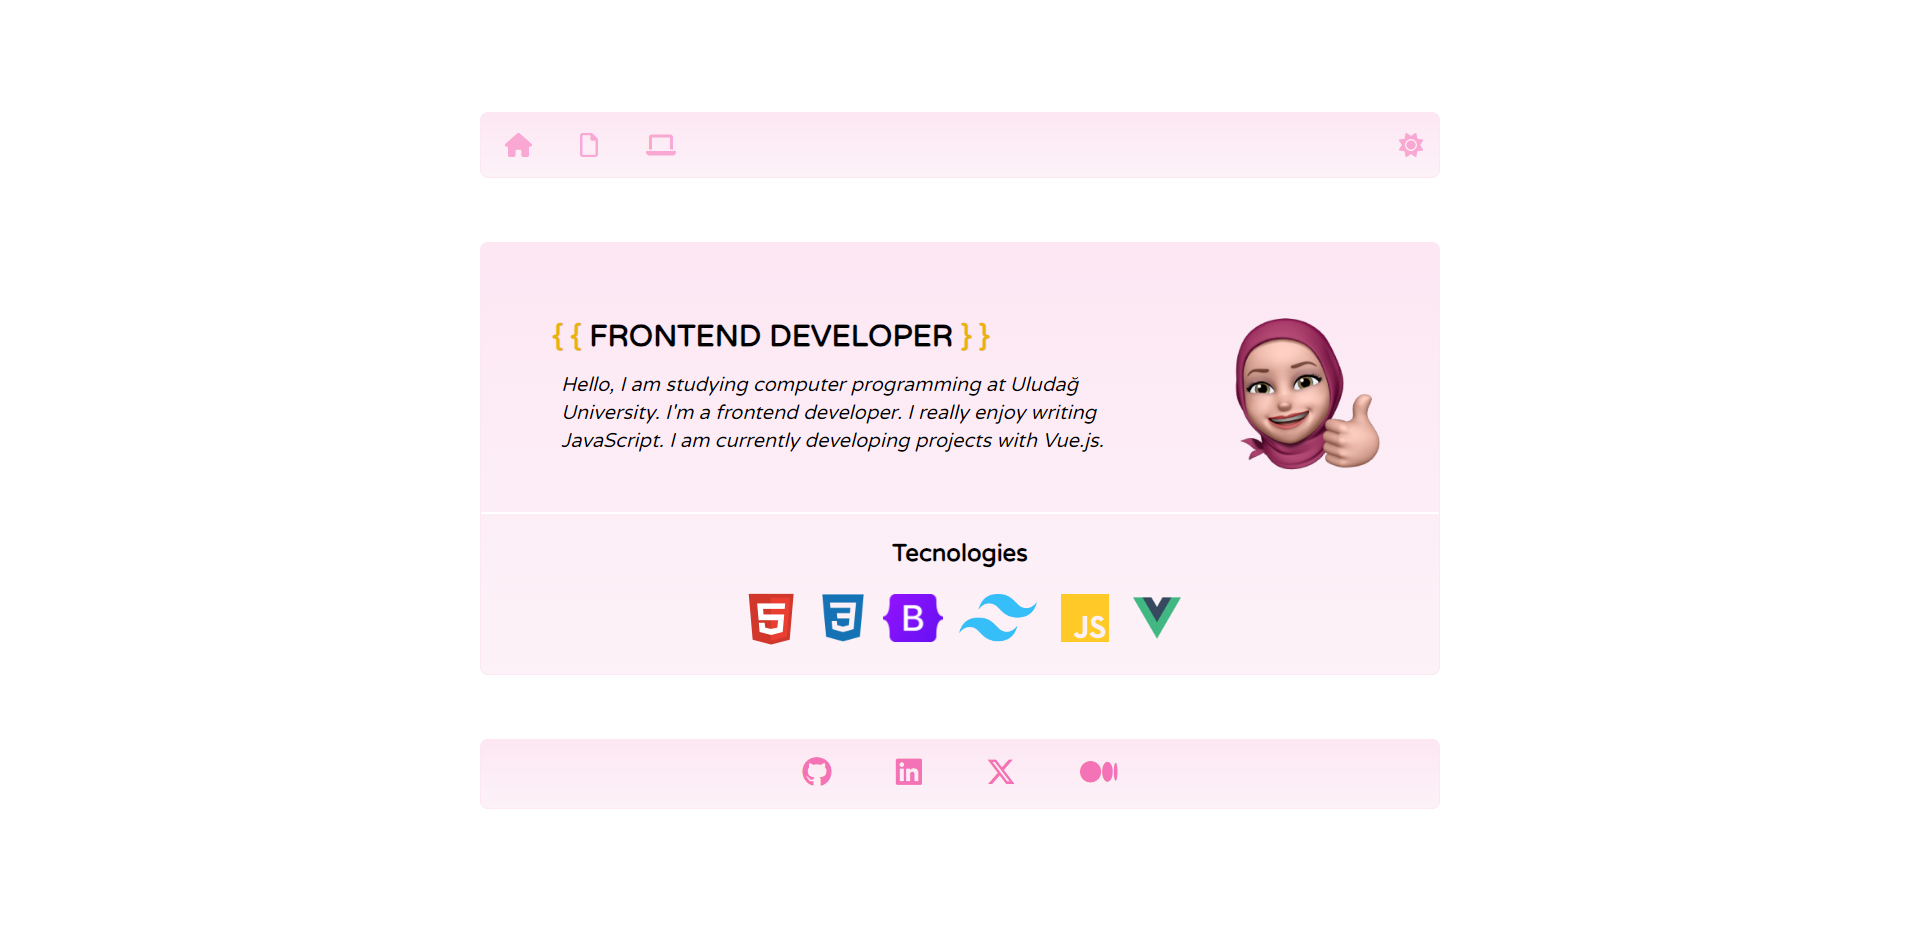 { { FRONTEND DEVELOPER } }
Hello, I am studying computer programming at Uludağ
University. I'm a frontend developer. I really enjoy writing
JavaScript. I am currently developing projects with Vue.js.
Tecnologies
5 3 B JS
in X